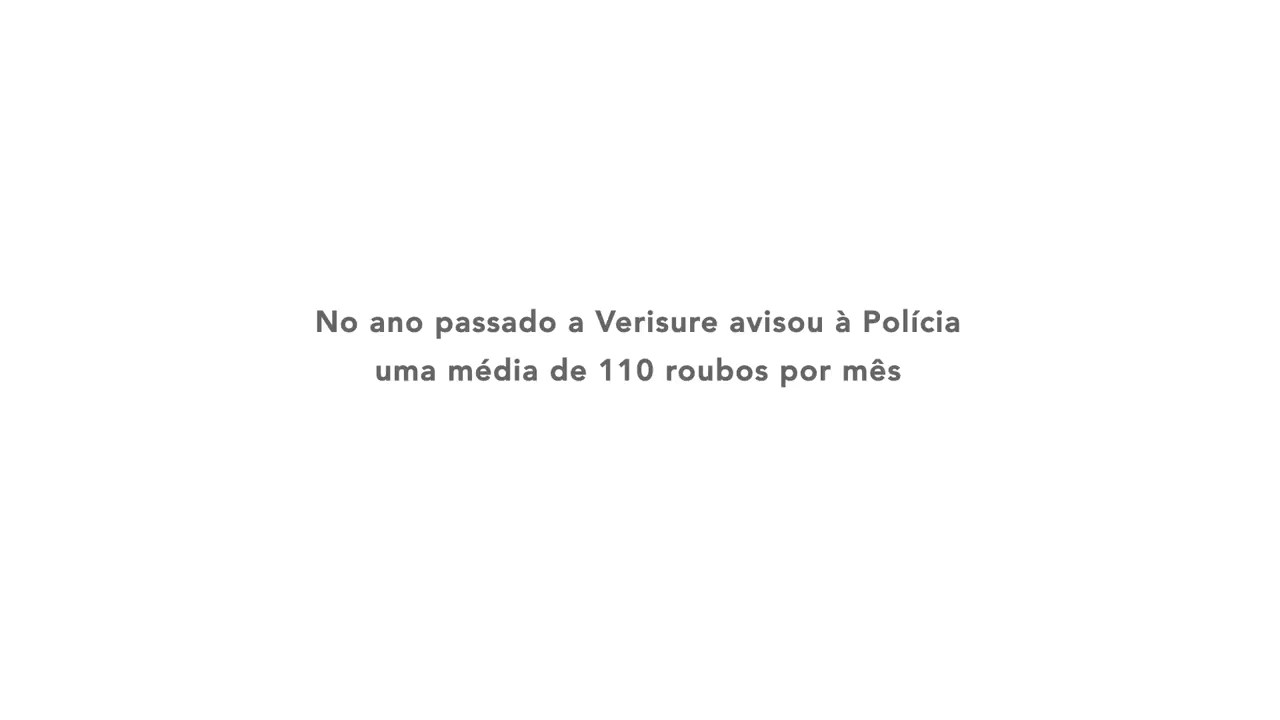 No ano passado a Verisure avisou à Polícia
uma média de 110 roubos por mês